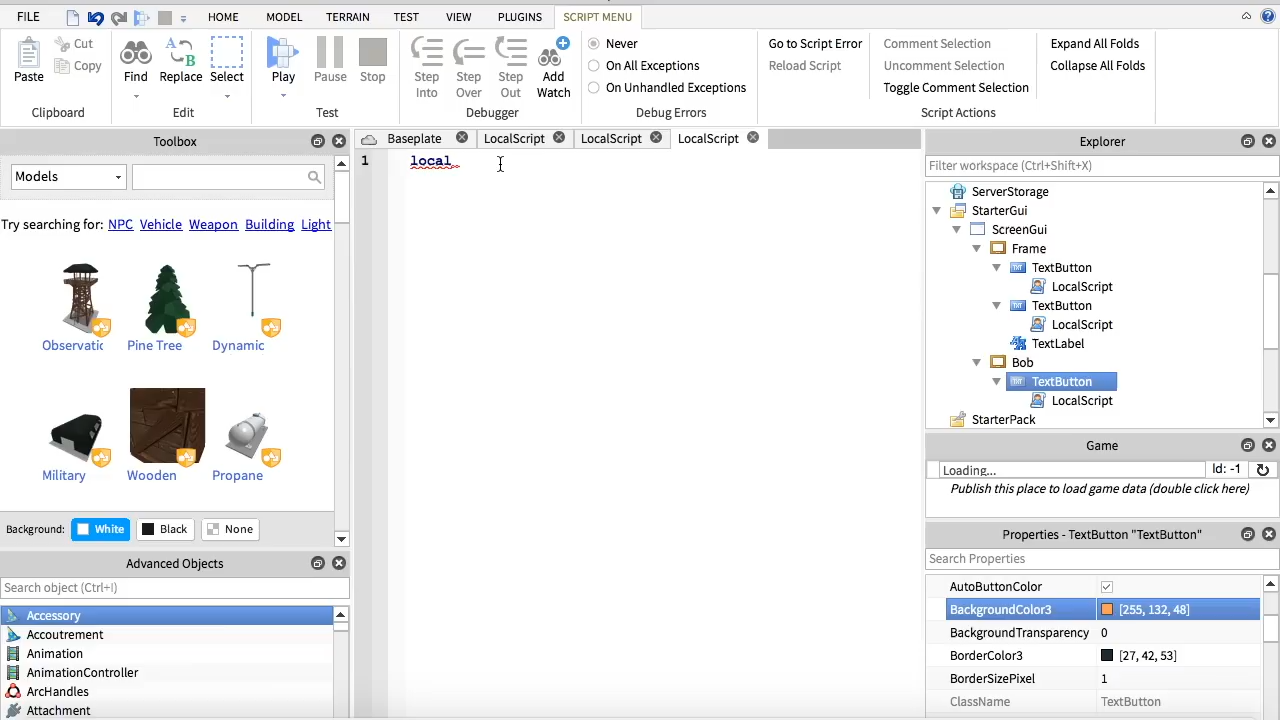 FILE HOME MODEL TERRAIN TEST VIEW PLUGINS SCRIPT MENU
Paste Cut Copy
Clipboard
Find Replace Select
Edit
Play Pause Stop
Test
Step Into Step Over Step Out Add Watch
Debugger
Never
On All Exceptions
On Unhandled Exceptions
Debug Errors
Go to Script Error
Reload Script
Comment Selection
Uncomment Selection
Toggle Comment Selection
Expand All Folds
Collapse All Folds
Script Actions
Toolbox
Models
Try searching for: NPC Vehicle Weapon Building Light
Observatic Pine Tree Dynamic
Military Wooden Propane
Background: White Black None
Advanced Objects
Search object (Ctrl+I)
Accessory
Accoutrement
Animation
AnimationController
ArcHandles
Attachment
Baseplate LocalScript LocalScript LocalScript
1 local
Explorer
Filter workspace (Ctrl+Shift+X)
ServerStorage
StarterGui
ScreenGui
Frame
TextButton
LocalScript
TextButton
LocalScript
TextLabel
Bob
TextButton
LocalScript
StarterPack
Game
Loading... Id: -1
Publish this place to load game data (double click here)
Properties - TextButton "TextButton"
Search Properties
AutoButtonColor
BackgroundColor3 [255, 132, 48]
BackgroundTransparency 0
BorderColor3 [27, 42, 53]
BorderSizePixel 1
ClassName TextButton